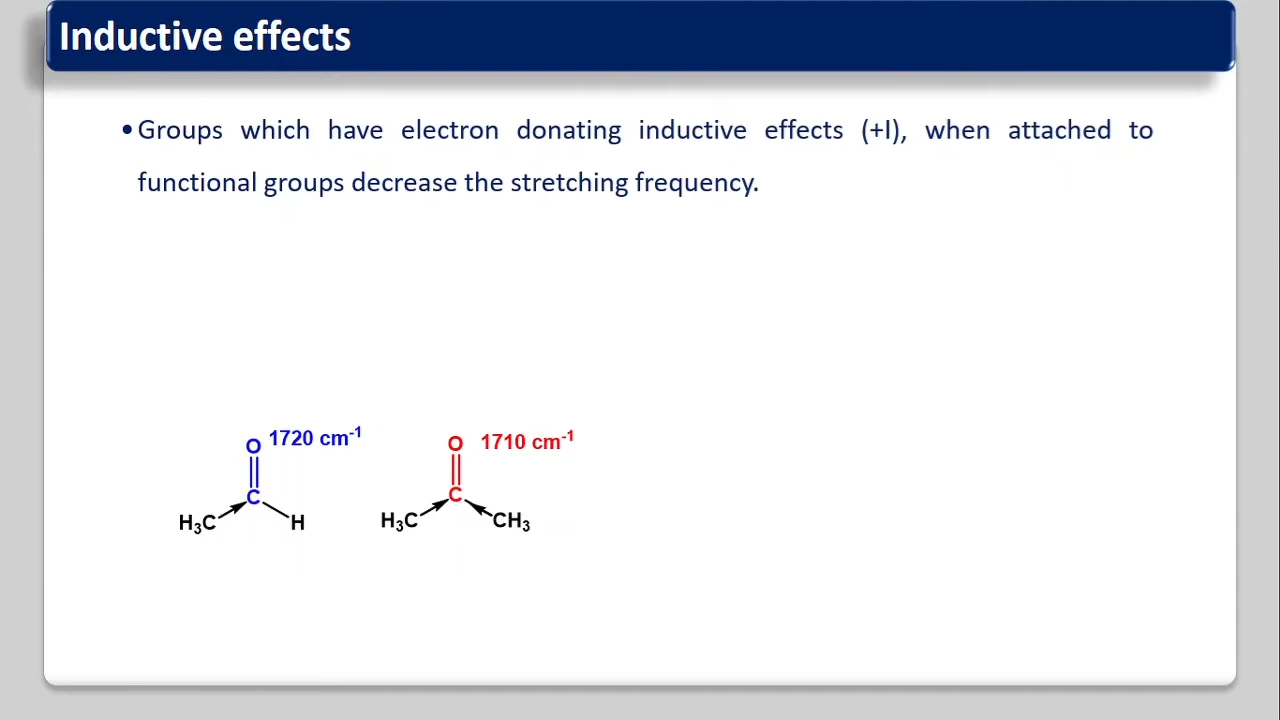 Inductive effects
•Groups which have electron donating inductive effects (+I), when attached to
functional groups decrease the stretching frequency.
O 1720 cm⁻¹ O 1710 cm⁻¹
C C
H₃C H H₃C CH₃